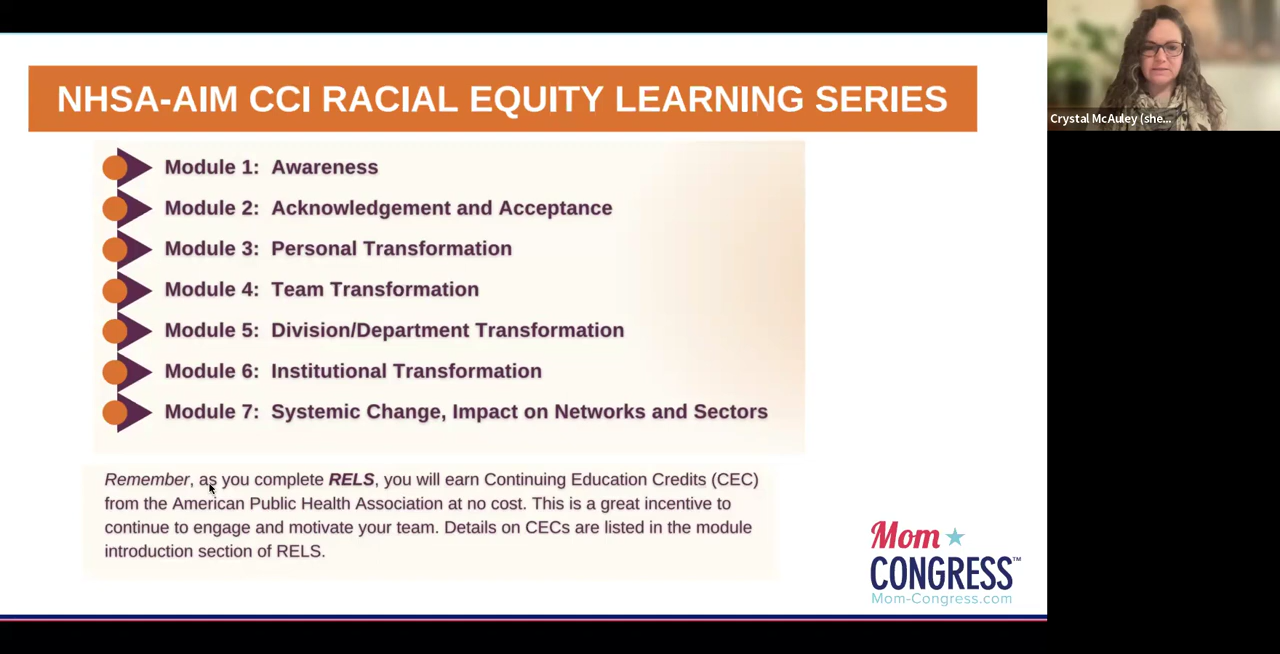 NHSA-AIM CCI RACIAL EQUITY LEARNING SERIES
Module 1: Awareness
Module 2: Acknowledgement and Acceptance
Module 3: Personal Transformation
Module 4: Team Transformation
Module 5: Division/Department Transformation
Module 6: Institutional Transformation
Module 7: Systemic Change, Impact on Networks and Sectors
Remember, as you complete RELS, you will earn Continuing Education Credits (CEC)
from the American Public Health Association at no cost. This is a great incentive to
continue to engage and motivate your team. Details on CECs are listed in the module
introduction section of RELS.
Mom
CONGRESS™
Mom-Congress.com
Crystal McAuley (she...